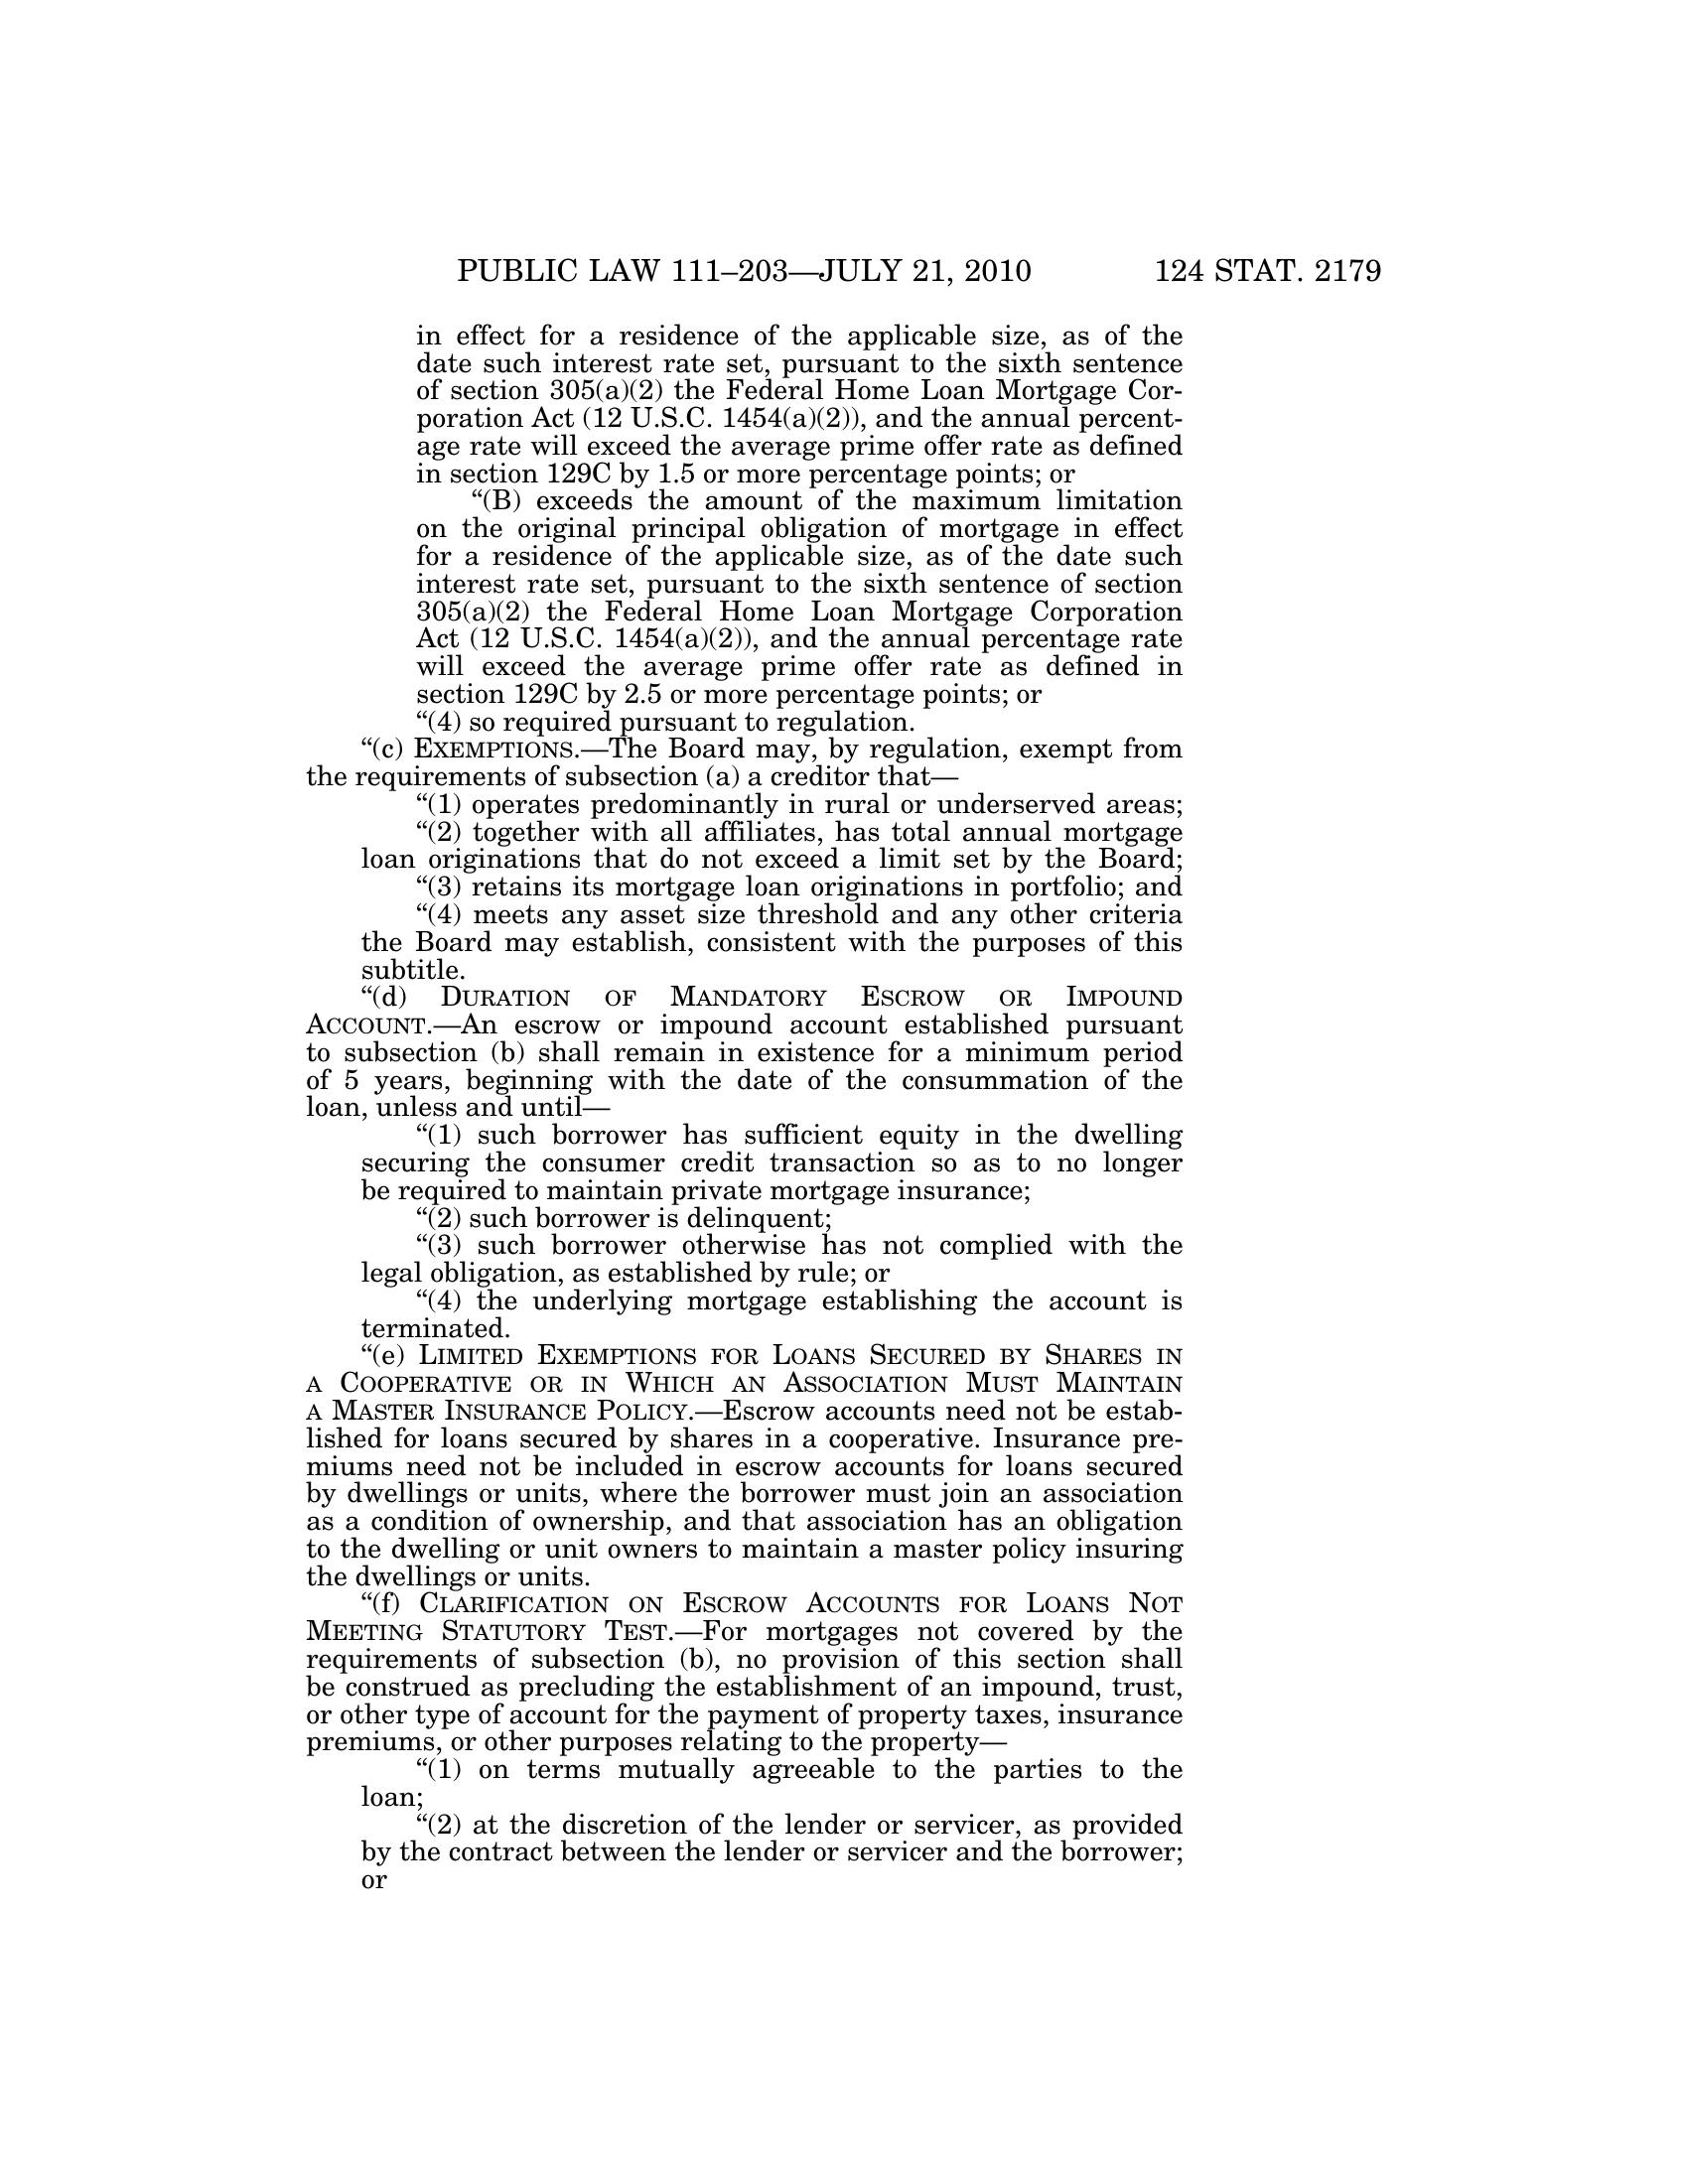 PUBLIC LAW 111–203—JULY 21, 2010 124 STAT. 2179
in effect for a residence of the applicable size, as of the
date such interest rate set, pursuant to the sixth sentence
of section 305(a)(2) the Federal Home Loan Mortgage Cor-
poration Act (12 U.S.C. 1454(a)(2)), and the annual percent-
age rate will exceed the average prime offer rate as defined
in section 129C by 1.5 or more percentage points; or
“(B) exceeds the amount of the maximum limitation
on the original principal obligation of mortgage in effect
for a residence of the applicable size, as of the date such
interest rate set, pursuant to the sixth sentence of section
305(a)(2) the Federal Home Loan Mortgage Corporation
Act (12 U.S.C. 1454(a)(2)), and the annual percentage rate
will exceed the average prime offer rate as defined in
section 129C by 2.5 or more percentage points; or
“(4) so required pursuant to regulation.
“(c) EXEMPTIONS.—The Board may, by regulation, exempt from
the requirements of subsection (a) a creditor that—
“(1) operates predominantly in rural or underserved areas;
“(2) together with all affiliates, has total annual mortgage
loan originations that do not exceed a limit set by the Board;
“(3) retains its mortgage loan originations in portfolio; and
“(4) meets any asset size threshold and any other criteria
the Board may establish, consistent with the purposes of this
subtitle.
“(d) DURATION OF MANDATORY ESCROW OR IMPOUND
ACCOUNT.—An escrow or impound account established pursuant
to subsection (b) shall remain in existence for a minimum period
of 5 years, beginning with the date of the consummation of the
loan, unless and until—
“(1) such borrower has sufficient equity in the dwelling
securing the consumer credit transaction so as to no longer
be required to maintain private mortgage insurance;
“(2) such borrower is delinquent;
“(3) such borrower otherwise has not complied with the
legal obligation, as established by rule; or
“(4) the underlying mortgage establishing the account is
terminated.
“(e) LIMITED EXEMPTIONS FOR LOANS SECURED BY SHARES IN
A COOPERATIVE OR IN WHICH AN ASSOCIATION MUST MAINTAIN
A MASTER INSURANCE POLICY.—Escrow accounts need not be estab-
lished for loans secured by shares in a cooperative. Insurance pre-
miums need not be included in escrow accounts for loans secured
by dwellings or units, where the borrower must join an association
as a condition of ownership, and that association has an obligation
to the dwelling or unit owners to maintain a master policy insuring
the dwellings or units.
“(f) CLARIFICATION ON ESCROW ACCOUNTS FOR LOANS NOT
MEETING STATUTORY TEST.—For mortgages not covered by the
requirements of subsection (b), no provision of this section shall
be construed as precluding the establishment of an impound, trust,
or other type of account for the payment of property taxes, insurance
premiums, or other purposes relating to the property—
“(1) on terms mutually agreeable to the parties to the
loan;
“(2) at the discretion of the lender or servicer, as provided
by the contract between the lender or servicer and the borrower;
or